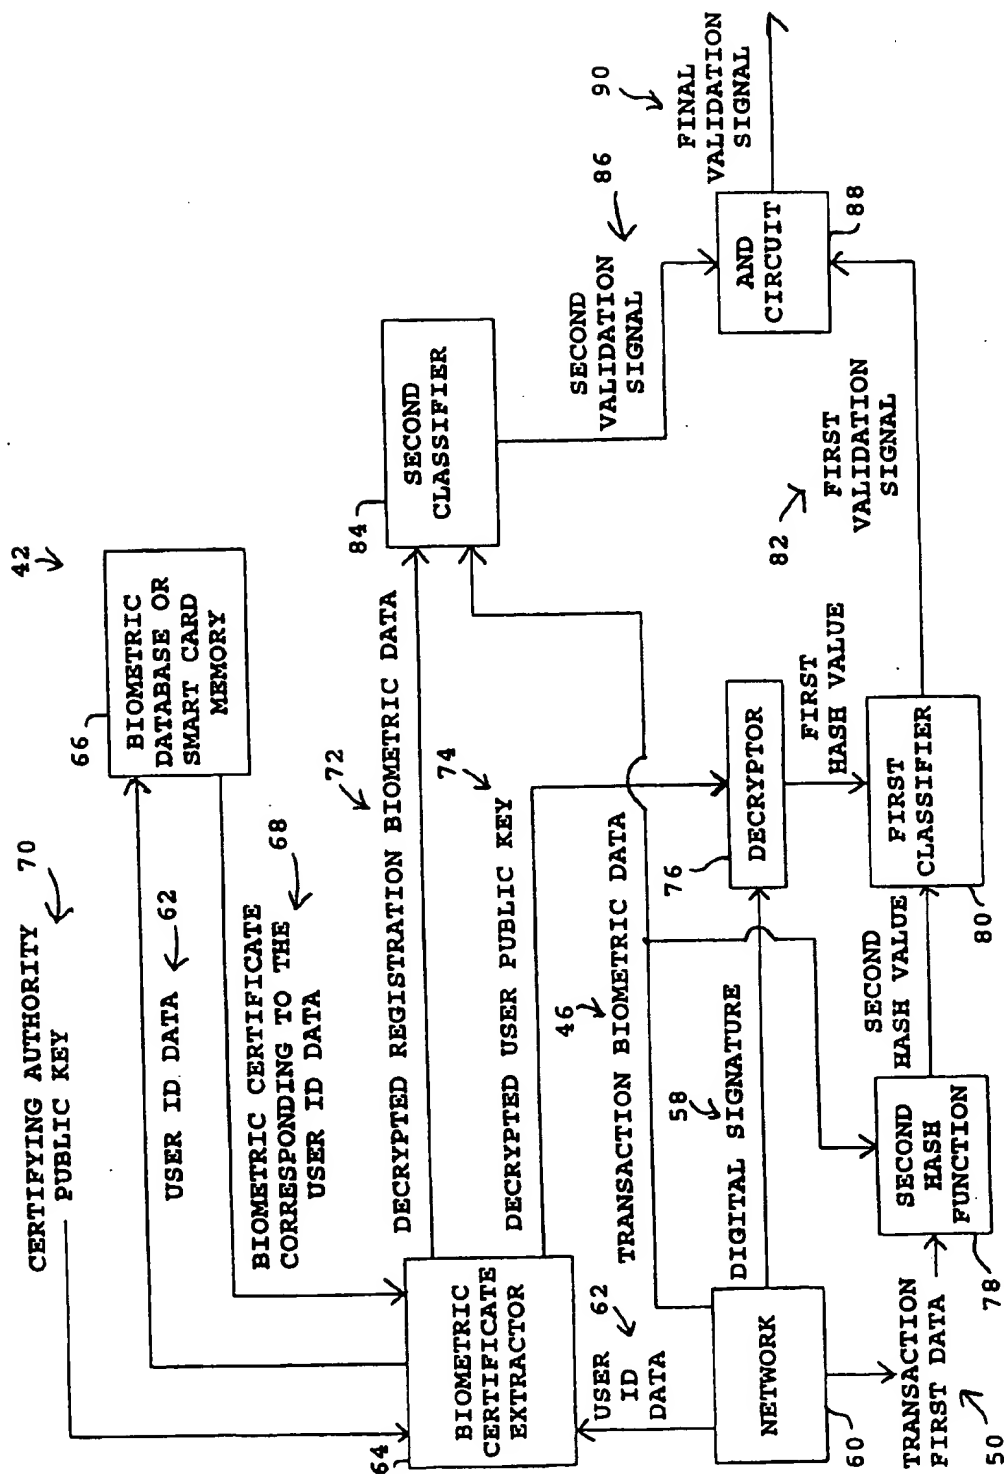 42
CERTIFYING AUTHORITY
PUBLIC KEY
70
USER ID DATA
62
66
BIOMETRIC
DATABASE OR
SMART CARD
MEMORY
BIOMETRIC CERTIFICATE
CORRESPONDING TO THE
USER ID DATA
68
64
BIOMETRIC
CERTIFICATE
EXTRACTOR
DECRYPTED REGISTRATION BIOMETRIC DATA
72
84
SECOND
CLASSIFIER
DECRYPTED USER PUBLIC KEY
74
USER
ID
DATA
62
TRANSACTION BIOMETRIC DATA
46
SECOND
VALIDATION
SIGNAL
86
NETWORK
60
DIGITAL SIGNATURE
58
DECRYPTOR
76
FIRST
HASH VALUE
AND
CIRCUIT
88
FINAL
VALIDATION
SIGNAL
90
TRANSACTION
FIRST DATA
50
SECOND
HASH
FUNCTION
78
SECOND
HASH VALUE
FIRST
CLASSIFIER
80
FIRST
VALIDATION
SIGNAL
82